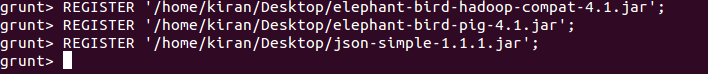 grunt> REGISTER '/home/kiran/Desktop/elephant-bird-hadoop-compat-4.1.jar';
grunt> REGISTER '/home/kiran/Desktop/elephant-bird-pig-4.1.jar';
grunt> REGISTER '/home/kiran/Desktop/json-simple-1.1.1.jar';
grunt>